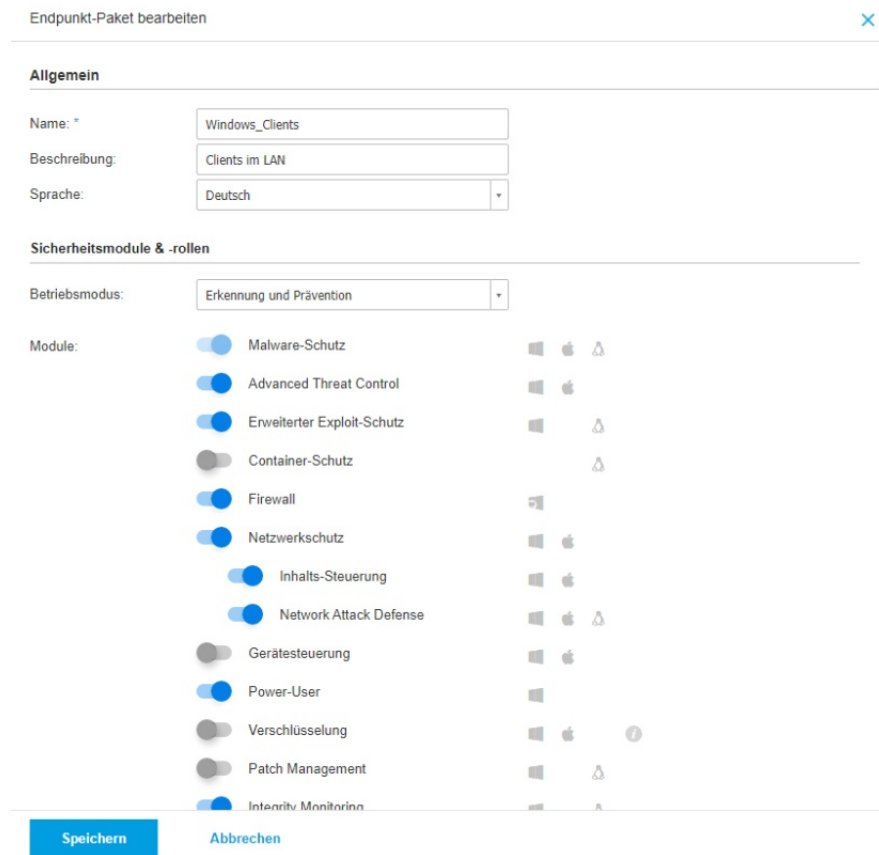 Endpunkt-Paket bearbeiten
Allgemein
Name: * Windows_Clients
Beschreibung: Clients im LAN
Sprache: Deutsch
Sicherheitsmodule & -rollen
Betriebsmodus: Erkennung und Prävention
Module: Malware-Schutz
Advanced Threat Control
Erweiterter Exploit-Schutz
Container-Schutz
Firewall
Netzwerkschutz
Inhalts-Steuerung
Network Attack Defense
Gerätesteuerung
Power-User
Verschlüsselung
Patch Management
Integrity Monitoring
Speichern Abbrechen